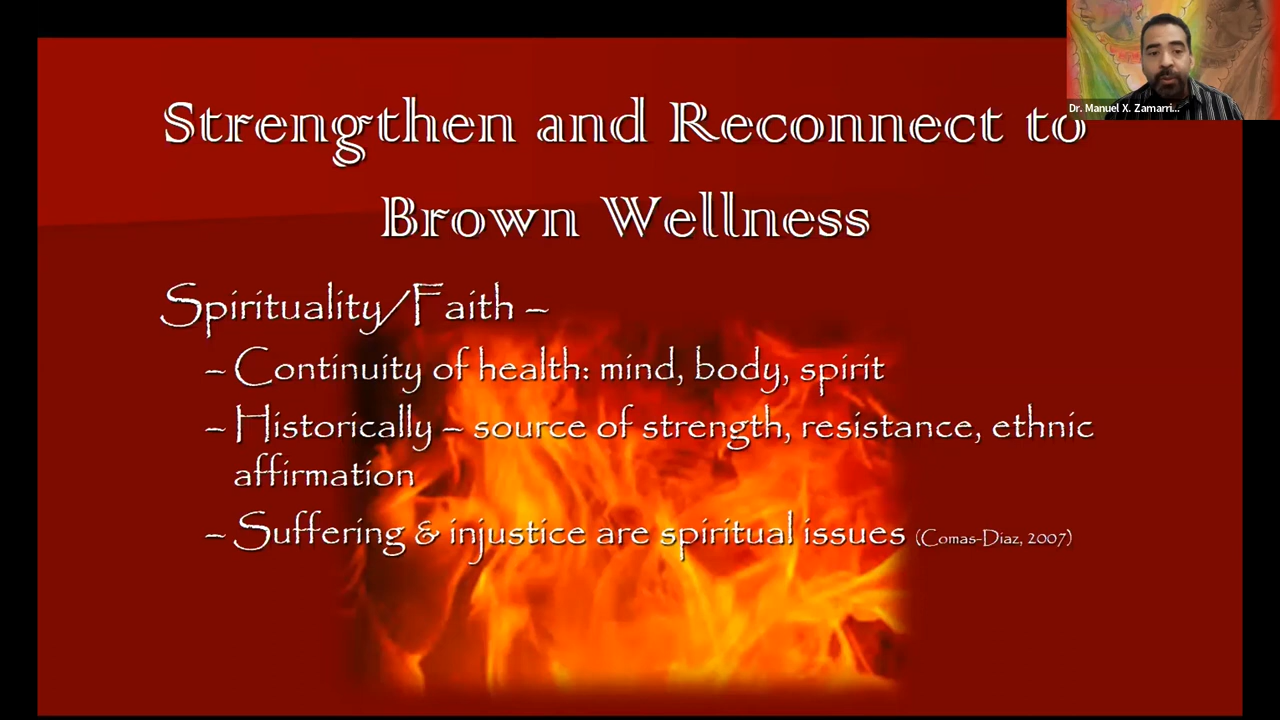 Strengthen and Reconnect to
Brown Wellness
Spirituality/Faith –
– Continuity of health: mind, body, spirit
– Historically – source of strength, resistance, ethnic
affirmation
– Suffering & injustice are spiritual issues (Comas-Diaz, 2007)
Dr. Manuel X. Zamarri...